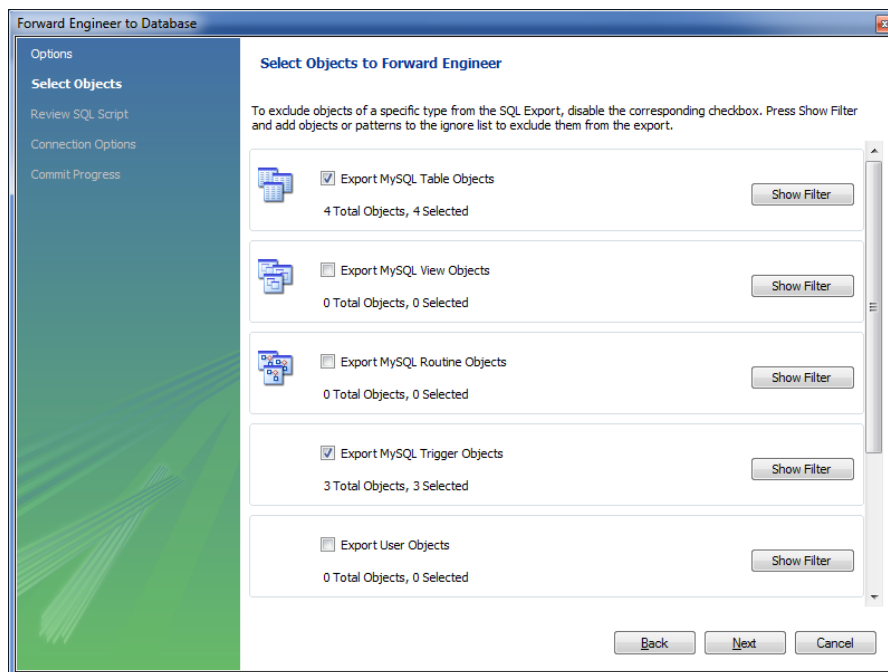 Forward Engineer to Database
Options
Select Objects
Review SQL Script
Connection Options
Commit Progress
Select Objects to Forward Engineer
To exclude objects of a specific type from the SQL Export, disable the corresponding checkbox. Press Show Filter
and add objects or patterns to the ignore list to exclude them from the export.
Export MySQL Table Objects
4 Total Objects, 4 Selected
Show Filter
Export MySQL View Objects
0 Total Objects, 0 Selected
Show Filter
Export MySQL Routine Objects
0 Total Objects, 0 Selected
Show Filter
Export MySQL Trigger Objects
3 Total Objects, 3 Selected
Show Filter
Export User Objects
0 Total Objects, 0 Selected
Show Filter
Back
Next
Cancel